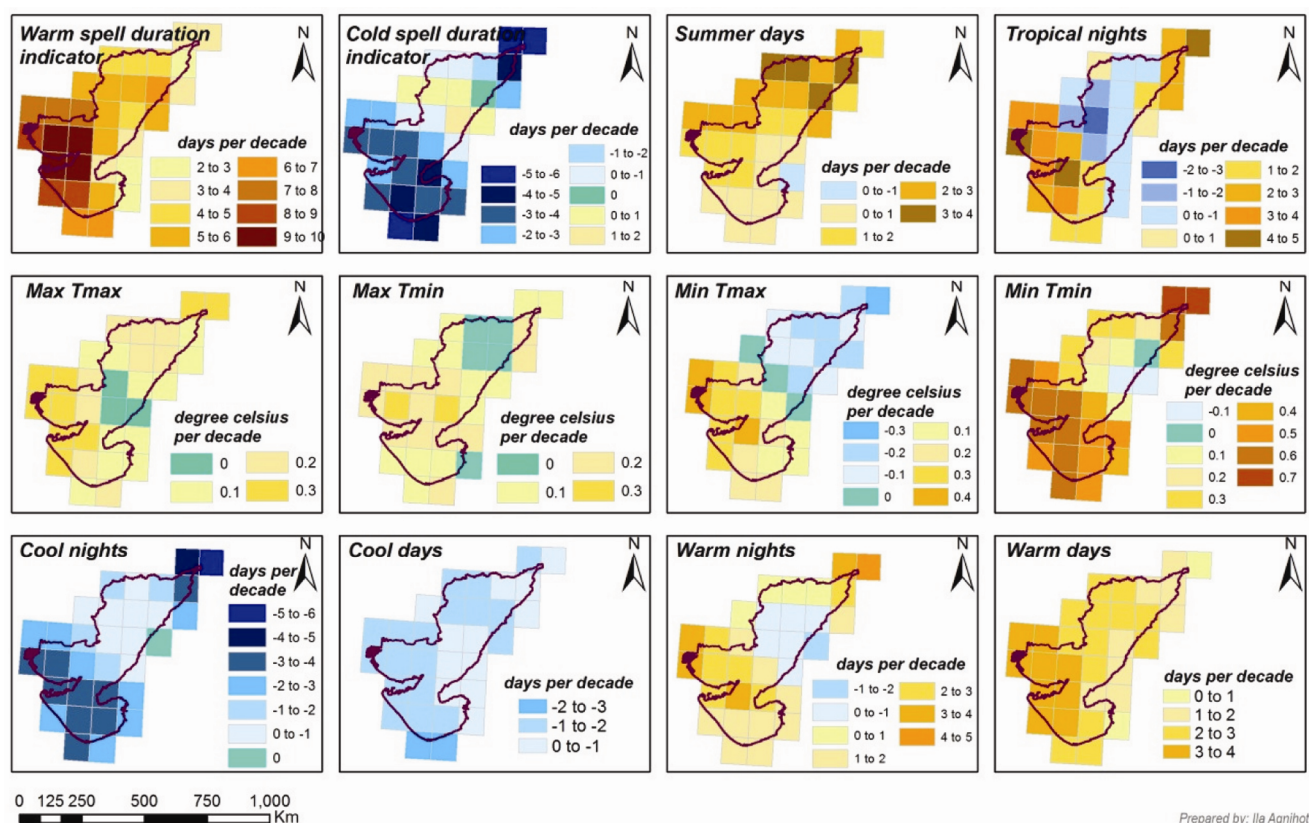 Warm spell duration
indicator
N
days per decade
2 to 3
6 to 7
3 to 4
7 to 8
4 to 5
8 to 9
5 to 6
9 to 10
Cold spell duration
indicator
N
days per decade
-1 to -2
-5 to -6
0 to -1
-4 to -5
0
-3 to -4
0 to 1
-2 to -3
1 to 2
Summer days
N
days per decade
0 to -1
2 to 3
0 to 1
3 to 4
1 to 2
Tropical nights
N
days per decade
-2 to -3
1 to 2
-1 to -2
2 to 3
0 to -1
3 to 4
0 to 1
4 to 5
Max Tmax
N
degree celsius
per decade
0
0.2
0.1
0.3
Max Tmin
N
degree celsius
per decade
0
0.2
0.1
0.3
Min Tmax
N
degree celsius
per decade
-0.3
0.1
-0.2
0.2
-0.1
0.3
0
0.4
Min Tmin
N
degree celsius
per decade
-0.1
0.4
0
0.5
0.1
0.6
0.2
0.7
0.3
Cool nights
N
days per
decade
-5 to -6
-4 to -5
-3 to -4
-2 to -3
-1 to -2
0 to -1
0
Cool days
N
days per decade
-2 to -3
-1 to -2
0 to -1
Warm nights
N
days per decade
-1 to -2
2 to 3
0 to -1
3 to 4
0 to 1
4 to 5
1 to 2
Warm days
N
days per decade
0 to 1
1 to 2
2 to 3
3 to 4
0 125 250 500 750 1,000
Km
Prepared by: Ila Agnihot